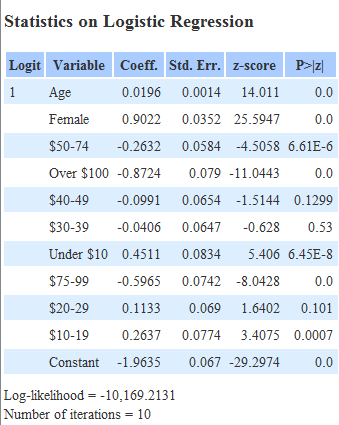 Statistics on Logistic Regression
Logit Variable Coeff. Std. Err. z-score P>|z|
1 Age 0.0196 0.0014 14.011 0.0
Female 0.9022 0.0352 25.5947 0.0
$50-74 -0.2632 0.0584 -4.5058 6.61E-6
Over $100 -0.8724 0.079 -11.0443 0.0
$40-49 -0.0991 0.0654 -1.5144 0.1299
$30-39 -0.0406 0.0647 -0.628 0.53
Under $10 0.4511 0.0834 5.406 6.45E-8
$75-99 -0.5965 0.0742 -8.0428 0.0
$20-29 0.1133 0.069 1.6402 0.101
$10-19 0.2637 0.0774 3.4075 0.0007
Constant -1.9635 0.067 -29.2974 0.0
Log-likelihood = -10,169.2131
Number of iterations = 10